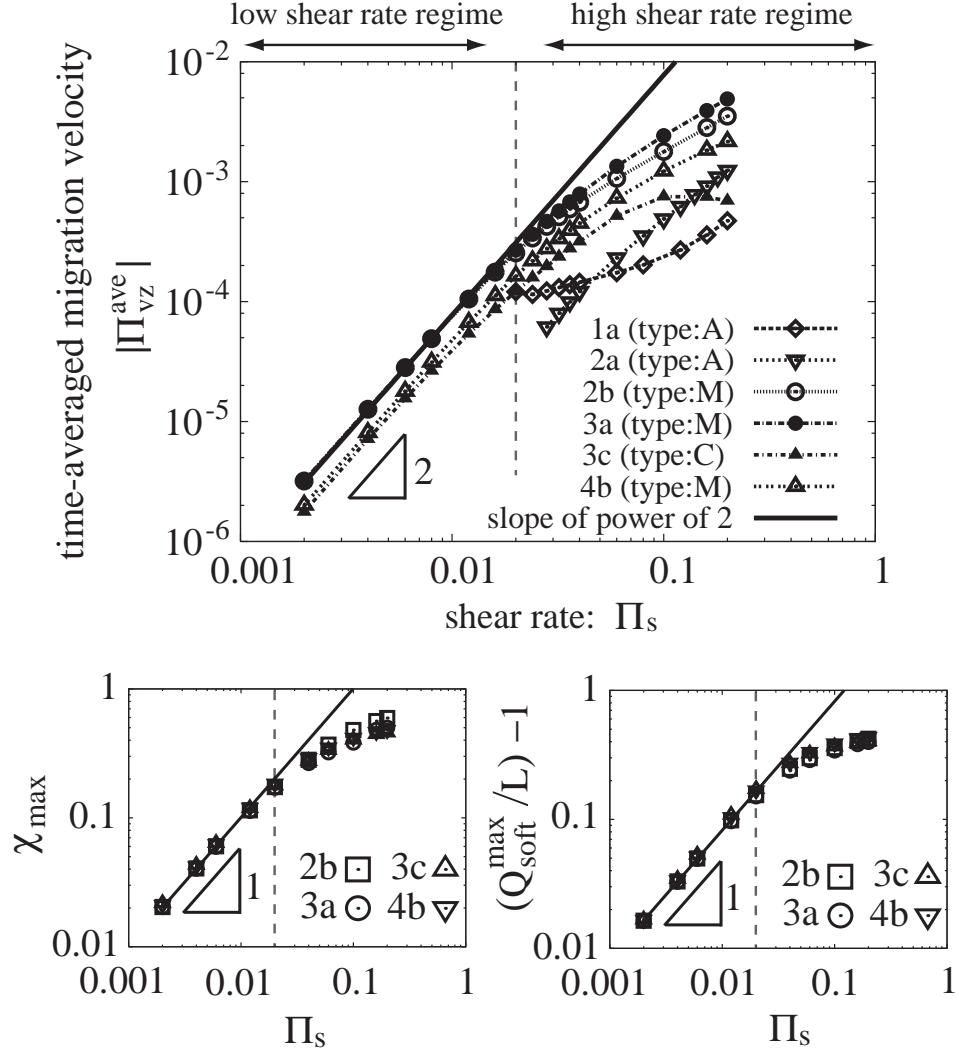 low shear rate regime
high shear rate regime
time-averaged migration velocity
|Π_vz^ave|
10^-2
10^-3
10^-4
10^-5
10^-6
2
1a (type:A)
2a (type:A)
2b (type:M)
3a (type:M)
3c (type:C)
4b (type:M)
slope of power of 2
0.001
0.01
0.1
1
shear rate: Π_s
χ_max
1
0.1
0.01
1
2b
3c
3a
4b
0.001
0.01
0.1
1
Π_s
(Q_soft^max /L) −1
1
0.1
0.01
1
2b
3c
3a
4b
0.001
0.01
0.1
1
Π_s